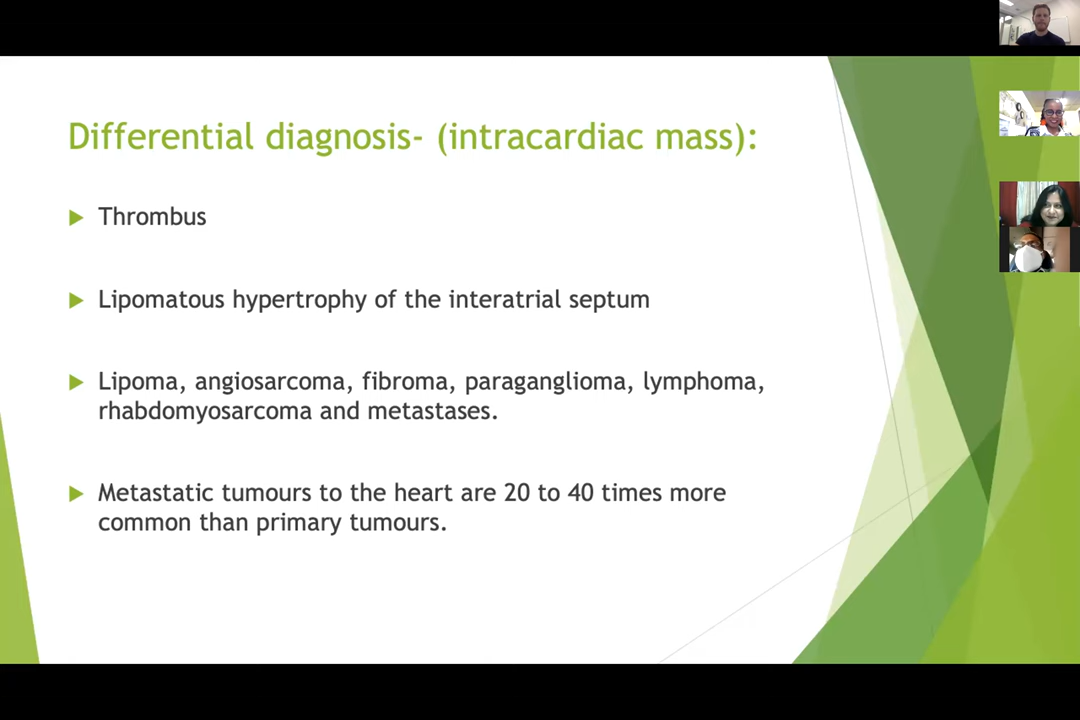 Differential diagnosis- (intracardiac mass):
Thrombus
Lipomatous hypertrophy of the interatrial septum
Lipoma, angiosarcoma, fibroma, paraganglioma, lymphoma,
rhabdomyosarcoma and metastases.
Metastatic tumours to the heart are 20 to 40 times more
common than primary tumours.